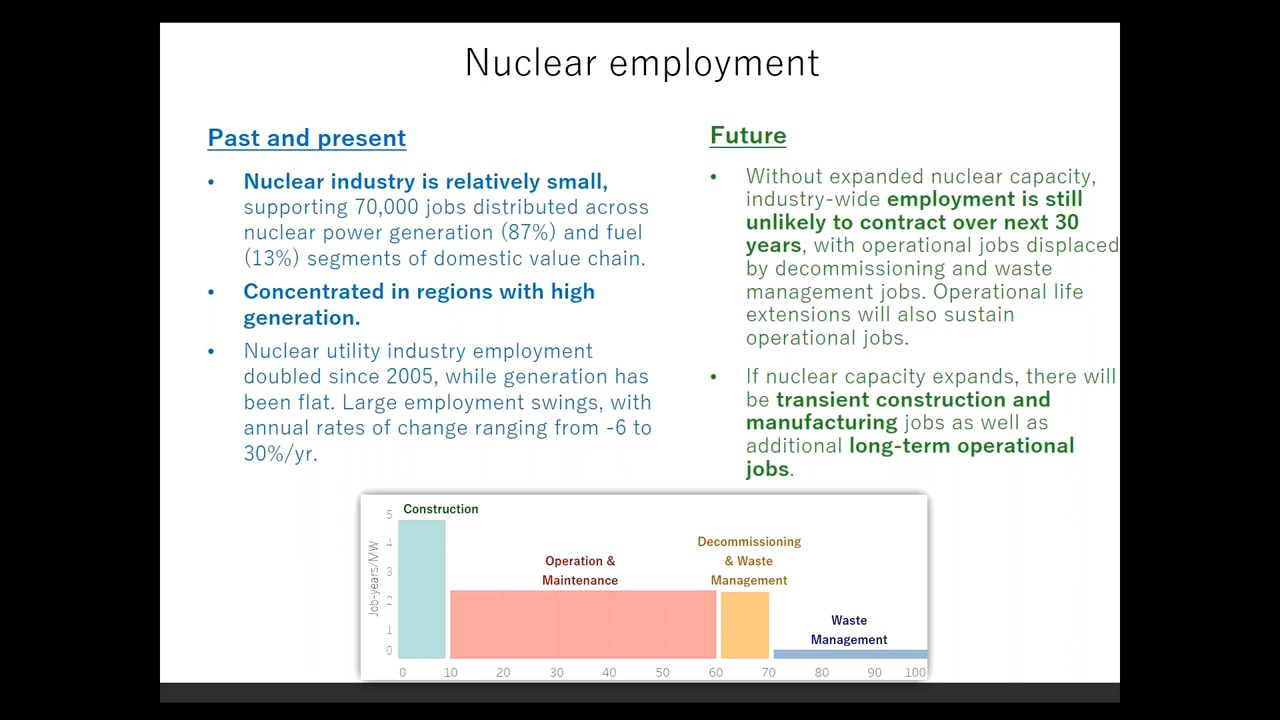 Nuclear employment
Past and present
• Nuclear industry is relatively small,
supporting 70,000 jobs distributed across
nuclear power generation (87%) and fuel
(13%) segments of domestic value chain.
• Concentrated in regions with high
generation.
• Nuclear utility industry employment
doubled since 2005, while generation has
been flat. Large employment swings, with
annual rates of change ranging from -6 to
30%/yr.
Future
• Without expanded nuclear capacity,
industry-wide employment is still
unlikely to contract over next 30
years, with operational jobs displaced
by decommissioning and waste
management jobs. Operational life
extensions will also sustain
operational jobs.
• If nuclear capacity expands, there will
be transient construction and
manufacturing jobs as well as
additional long-term operational
jobs.
Job-years/MW
5
4
3
2
1
0
Construction
Operation &
Maintenance
Decommissioning
& Waste
Management
Waste
Management
0 10 20 30 40 50 60 70 80 90 100